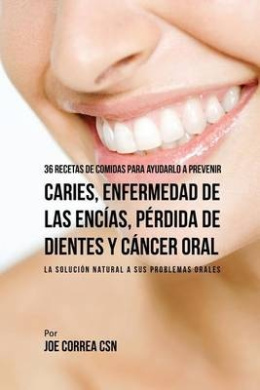 36 RECETAS DE COMIDAS PARA AYUDARLO A PREVENIR
CARIES, ENFERMEDAD DE
LAS ENCÍAS, PÉRDIDA DE
DIENTES Y CÁNCER ORAL
LA SOLUCIÓN NATURAL A SUS PROBLEMAS ORALES
Por
JOE CORREA CSN